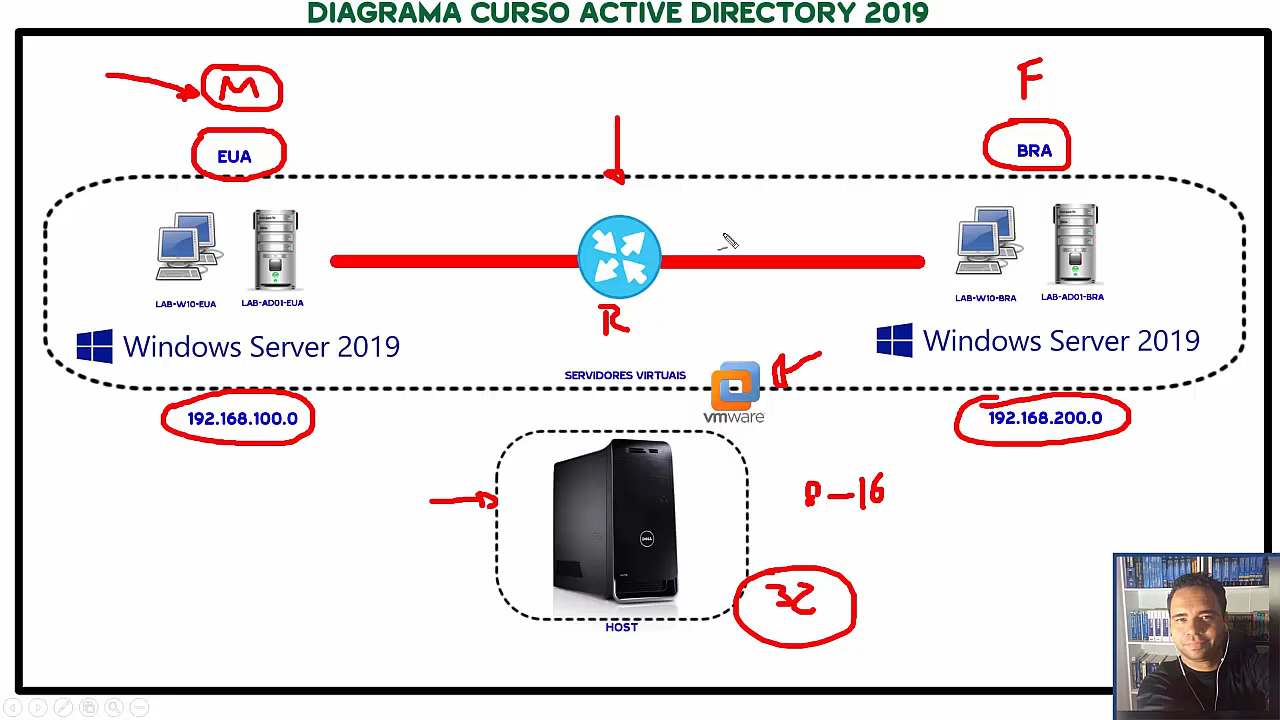 DIAGRAMA CURSO ACTIVE DIRECTORY 2019
M
F
EUA
BRA
LAB-W10-EUA
LAB-AD01-EUA
LAB-W10-BRA
LAB-AD01-BRA
R
Windows Server 2019
Windows Server 2019
SERVIDORES VIRTUAIS
vmware
192.168.100.0
192.168.200.0
8-16
DELL
32
HOST